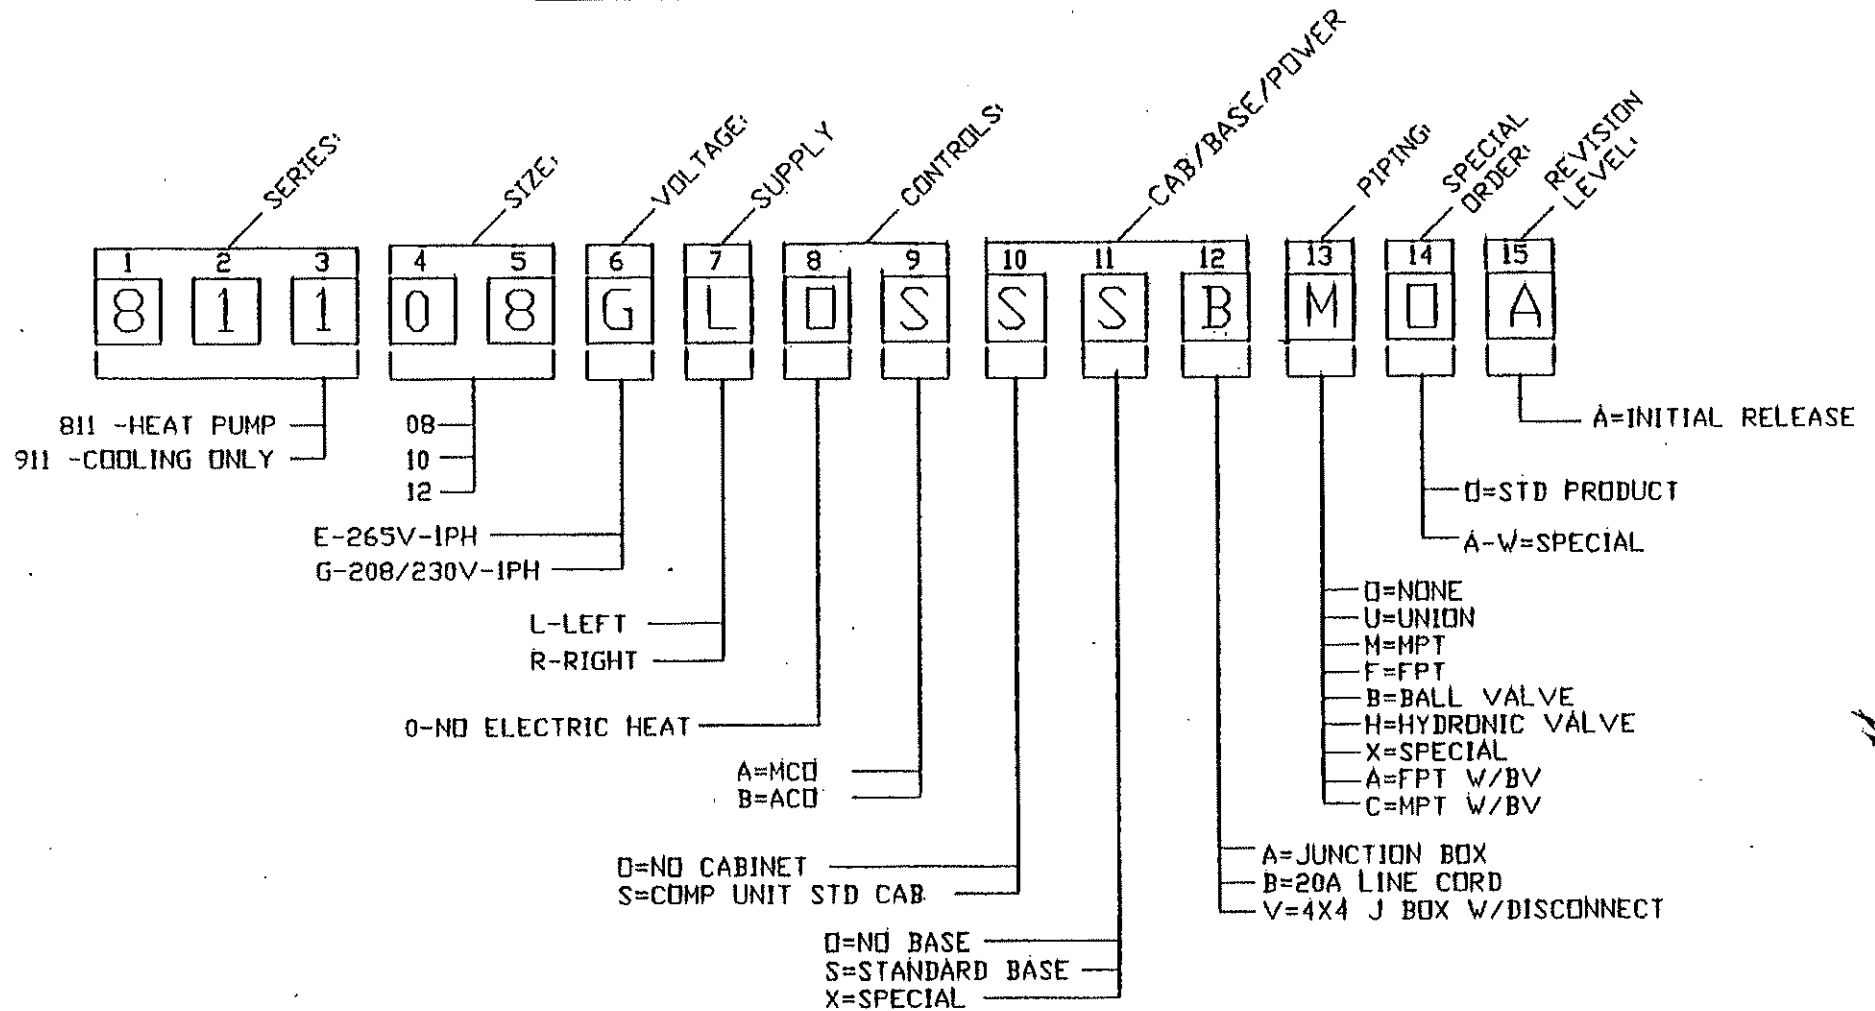 SERIES:
SIZE:
VOLTAGE:
SUPPLY
CONTROLS:
CAB/BASE/POWER
PIPING:
SPECIAL
ORDER:
REVISION
LEVEL:
1 2 3 4 5 6 7 8 9 10 11 12 13 14 15
8 1 1 0 8 G L 0 S S S B M 0 A
811 -HEAT PUMP
911 -COOLING ONLY
08
10
12
E-265V-1PH
G-208/230V-1PH
L-LEFT
R-RIGHT
0-NO ELECTRIC HEAT
A=MCO
B=ACO
0=NO CABINET
S=COMP UNIT STD CAB.
0=NO BASE
S=STANDARD BASE
X=SPECIAL
A=JUNCTION BOX
B=20A LINE CORD
V=4X4 J BOX W/DISCONNECT
0=NONE
U=UNION
M=MPT
F=FPT
B=BALL VALVE
H=HYDRONIC VALVE
X=SPECIAL
A=FPT W/BV
C=MPT W/BV
0=STD PRODUCT
A-W=SPECIAL
A=INITIAL RELEASE